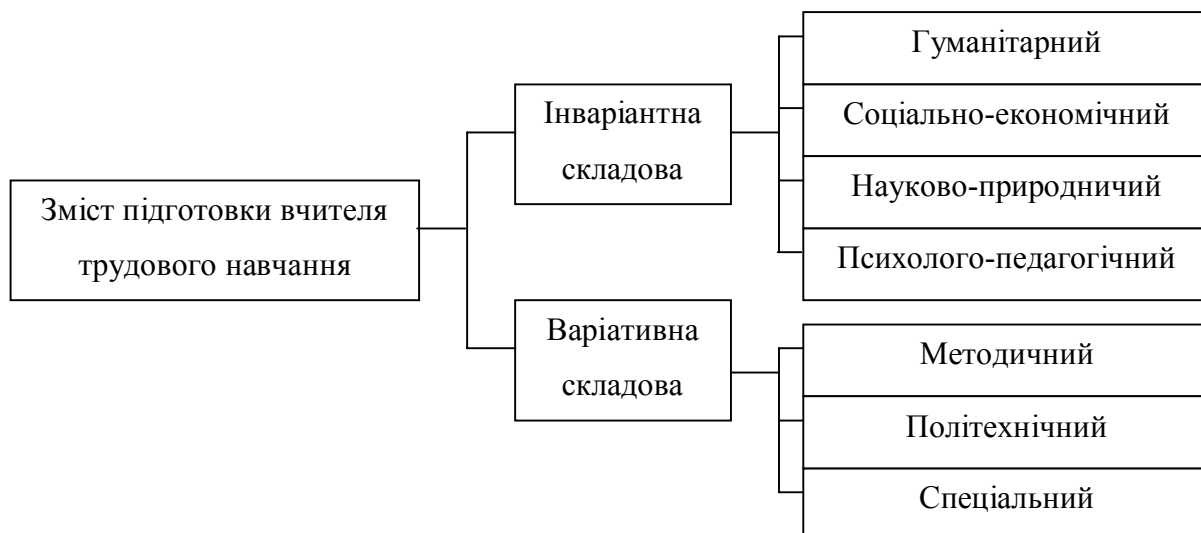 Зміст підготовки вчителя
трудового навчання
Інваріантна
складова
Гуманітарний
Соціально-економічний
Науково-природничий
Психолого-педагогічний
Варіативна
складова
Методичний
Політехнічний
Спеціальний